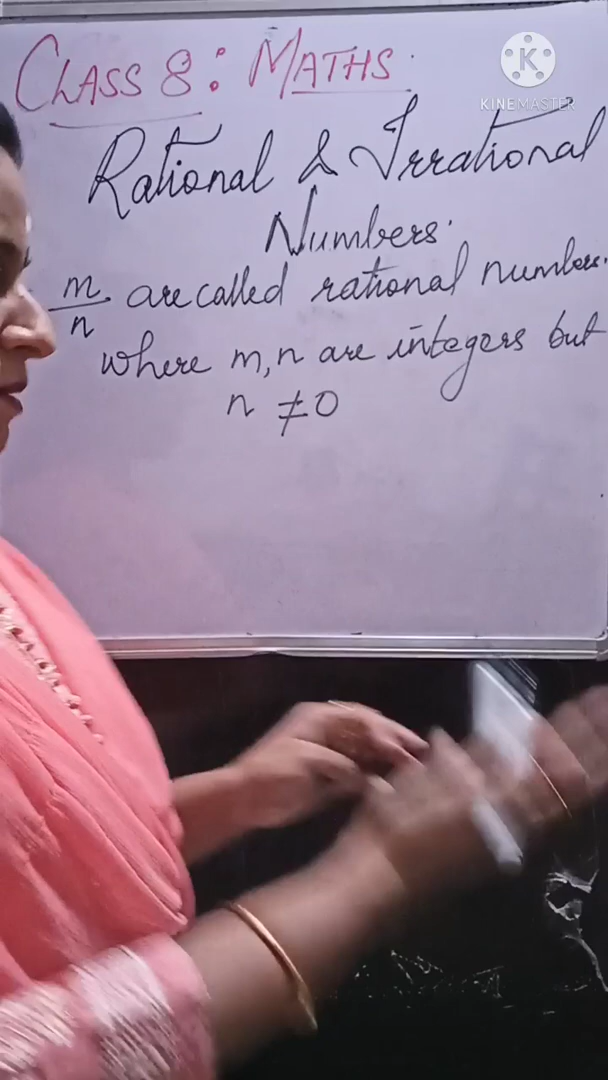 CLASS 8: MATHS.
K
KINEMASTER
Rational & Irrational
Numbers.
m/n are called rational numbers.
where m, n are integers but
n ≠ 0